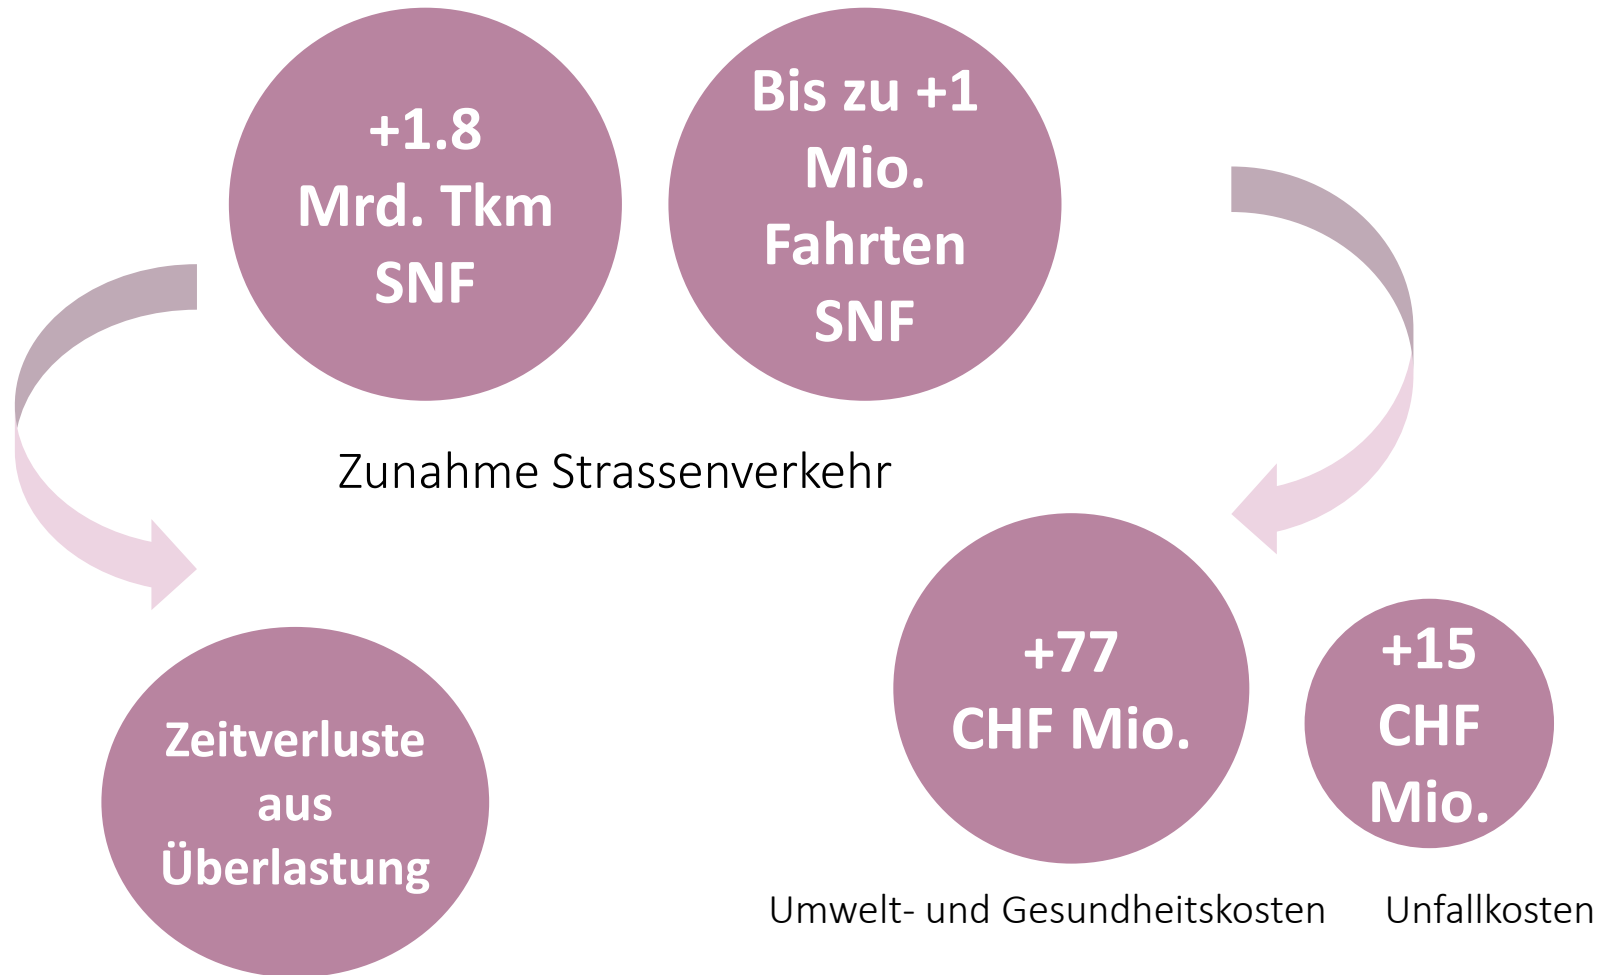 +1.8
Mrd. Tkm
SNF
Bis zu +1
Mio.
Fahrten
SNF
Zunahme Strassenverkehr
Zeitverluste
aus
Überlastung
+77
CHF Mio.
+15
CHF
Mio.
Umwelt- und Gesundheitskosten
Unfallkosten